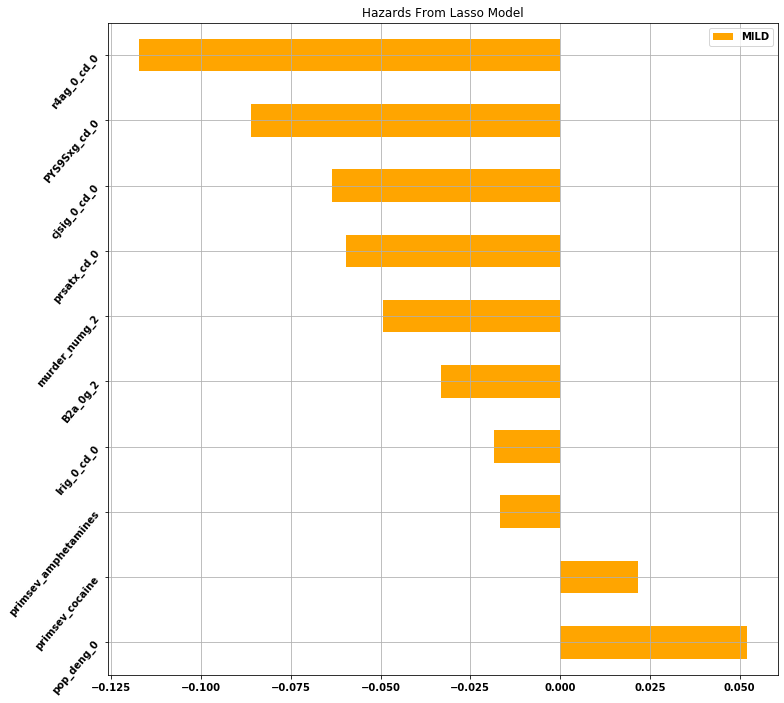 Hazards From Lasso Model
MILD
r4ag_0_cd_0
PYS9Sxg_cd_0
cjsig_0_cd_0
prsatx_cd_0
murder_numg_2
B2a_0g_2
lrig_0_cd_0
primsev_amphetamines
primsev_cocaine
pop_deng_0
−0.125 −0.100 −0.075 −0.050 −0.025 0.000 0.025 0.050